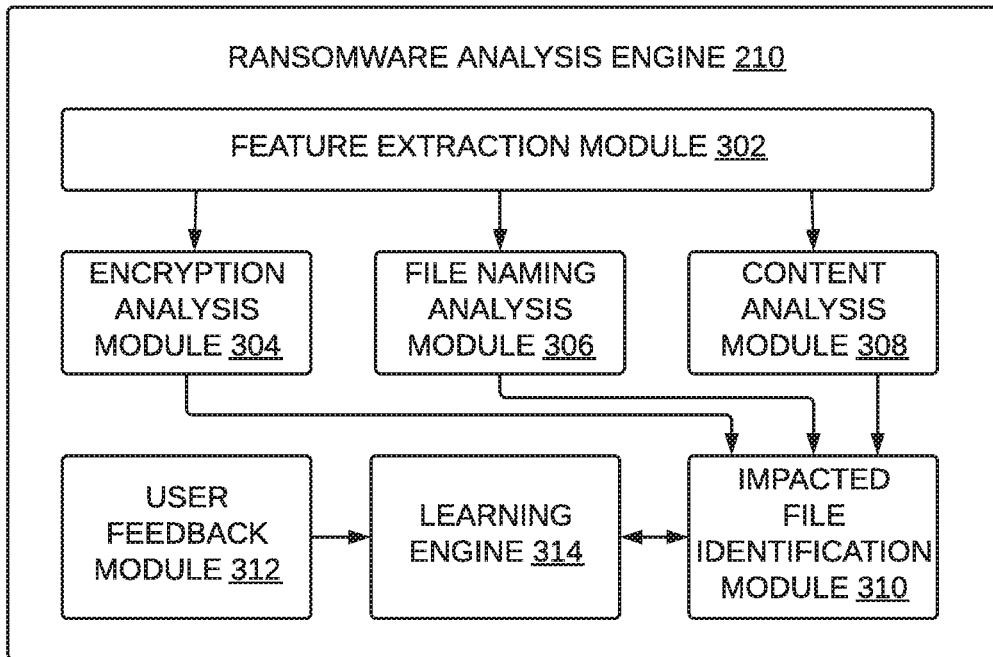 RANSOMWARE ANALYSIS ENGINE 210
FEATURE EXTRACTION MODULE 302
ENCRYPTION
ANALYSIS
MODULE 304
FILE NAMING
ANALYSIS
MODULE 306
CONTENT
ANALYSIS
MODULE 308
USER
FEEDBACK
MODULE 312
LEARNING
ENGINE 314
IMPACTED
FILE
IDENTIFICATION
MODULE 310